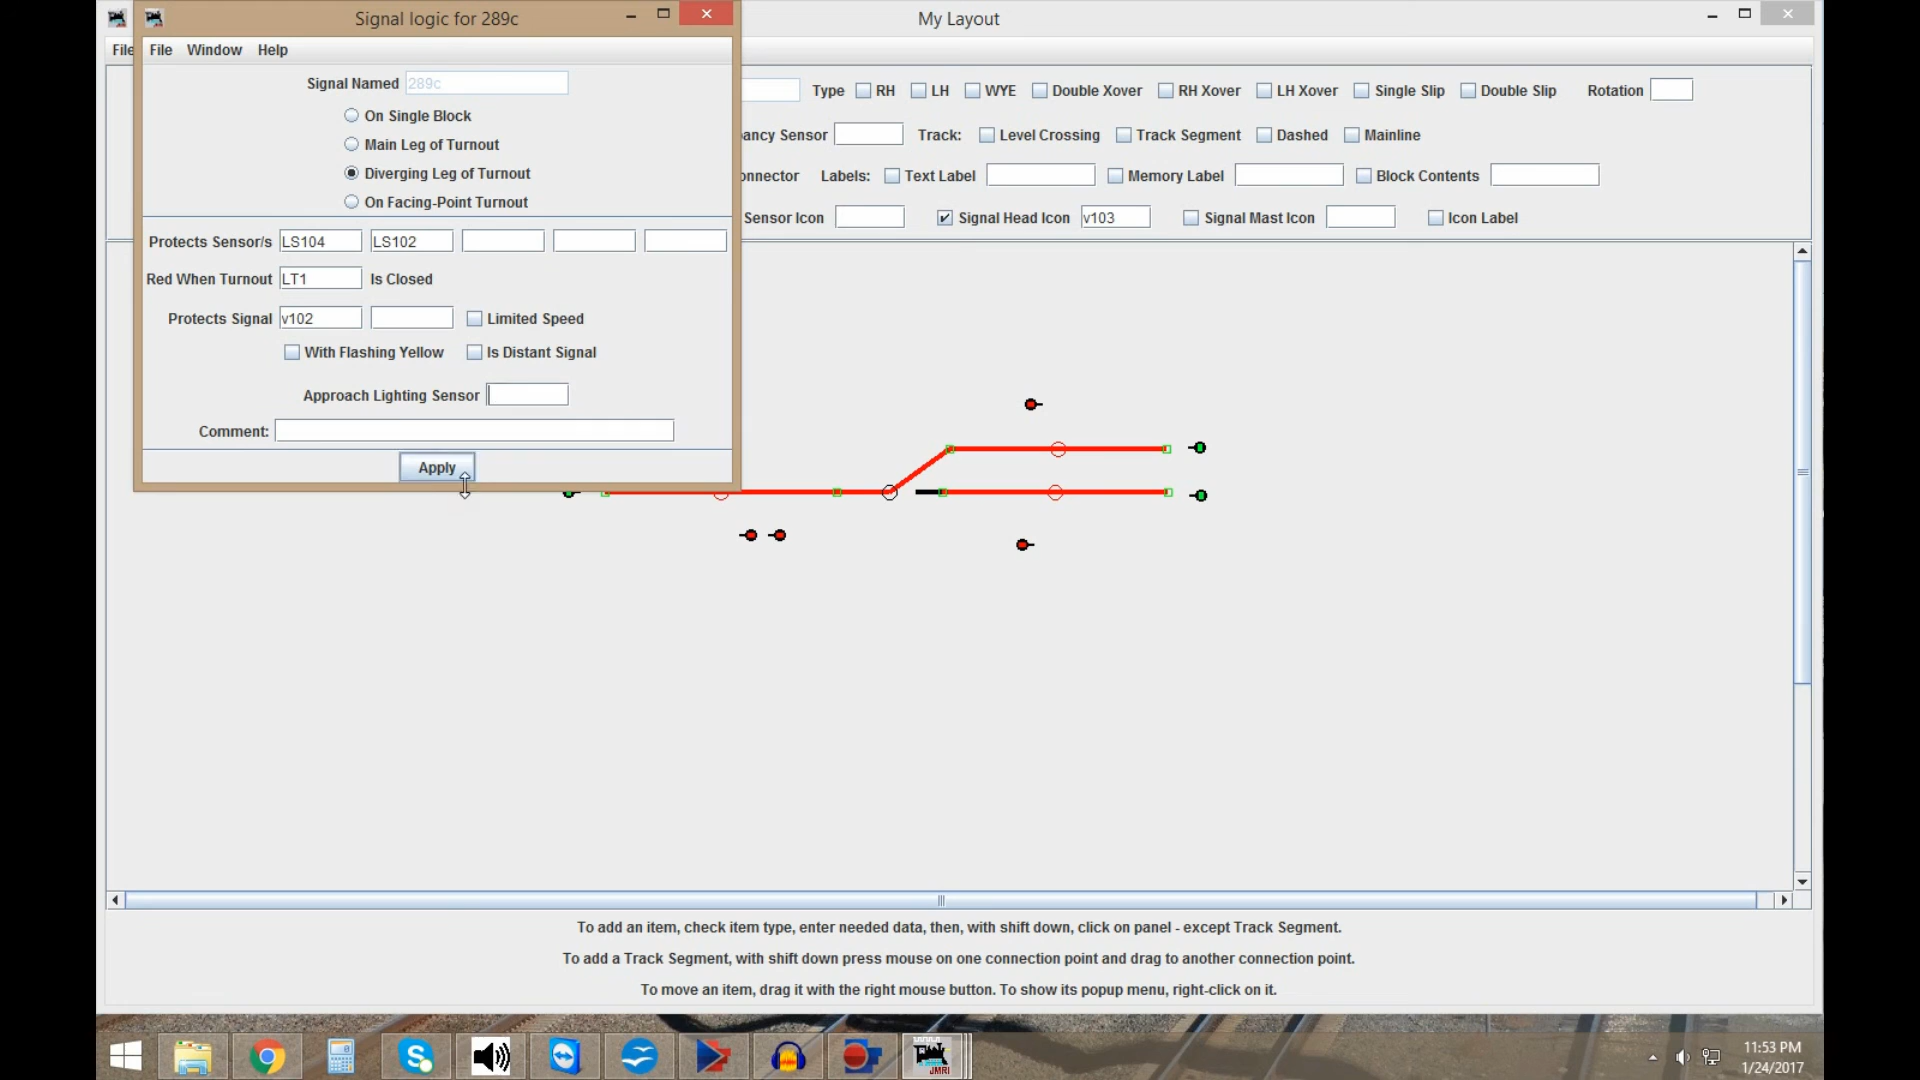 Signal logic for 289c
My Layout
File
File Window Help
Signal Named 289c
On Single Block
Main Leg of Turnout
Diverging Leg of Turnout
On Facing-Point Turnout
Protects Sensor/s LS104 LS102
Red When Turnout LT1 Is Closed
Protects Signal v102 Limited Speed
With Flashing Yellow Is Distant Signal
Approach Lighting Sensor
Comment:
Apply
Type RH LH WYE Double Xover RH Xover LH Xover Single Slip Double Slip Rotation
ancy Sensor Track: Level Crossing Track Segment Dashed Mainline
onnector Labels: Text Label Memory Label Block Contents
Sensor Icon Signal Head Icon v103 Signal Mast Icon Icon Label
To add an item, check item type, enter needed data, then, with shift down, click on panel - except Track Segment.
To add a Track Segment, with shift down press mouse on one connection point and drag to another connection point.
To move an item, drag it with the right mouse button. To show its popup menu, right-click on it.
JMRI
11:53 PM
1/24/2017